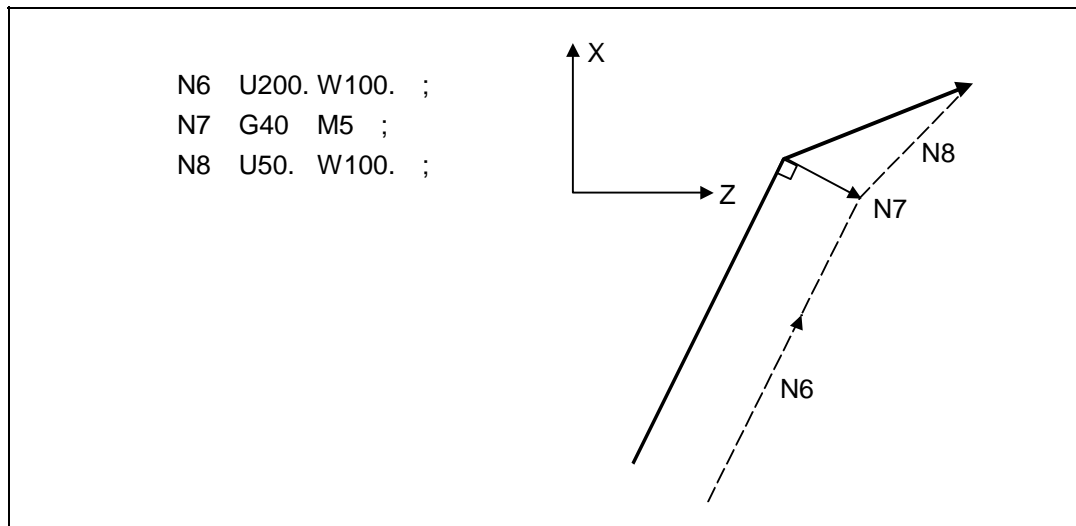 N6 U200. W100. ;
N7 G40 M5 ;
N8 U50. W100. ;
X
Z
N8
N7
N6